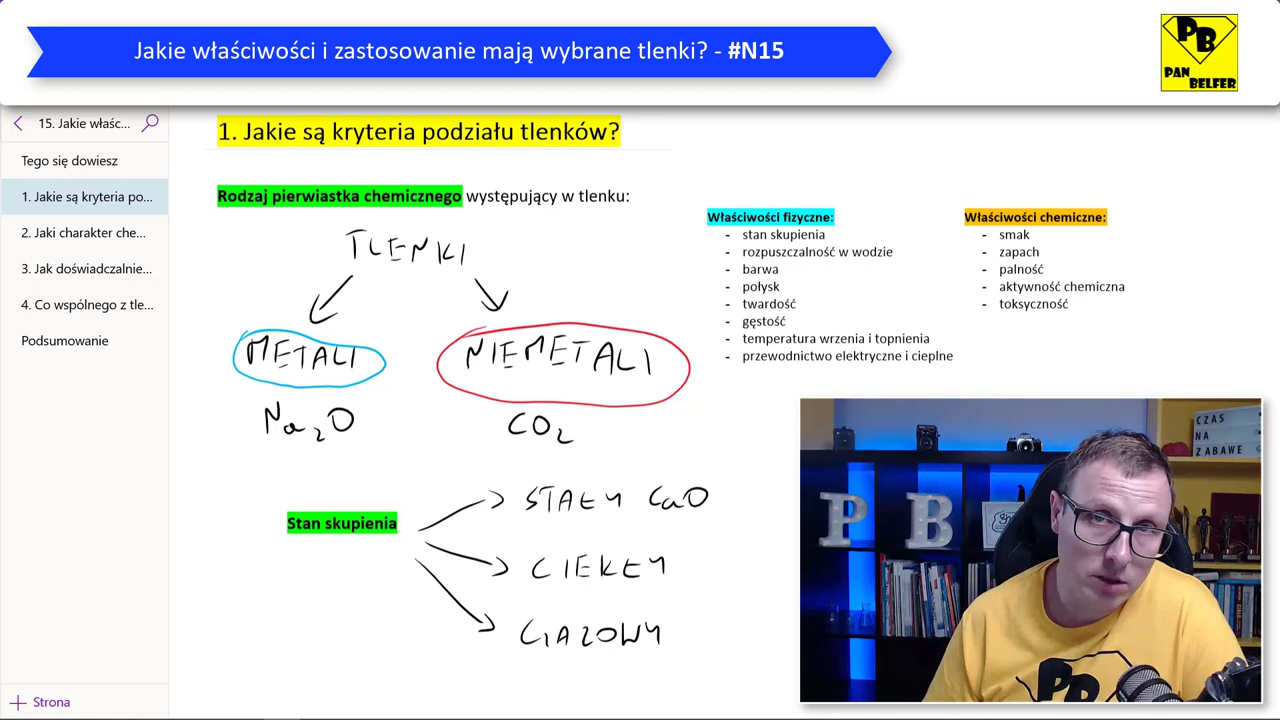 Jakie właściwości i zastosowanie mają wybrane tlenki? - #N15
PB
PAN
BELFER
15. Jakie właśc...
Tego się dowiesz
1. Jakie są kryteria po...
2. Jaki charakter che...
3. Jak doświadczalnie...
4. Co wspólnego z tle...
Podsumowanie
Strona
1. Jakie są kryteria podziału tlenków?
Rodzaj pierwiastka chemicznego występujący w tlenku:
TLENKI
METALI
NIEMETALI
Na2O
CO2
Stan skupienia
STAŁY CaO
CIEKŁY
GAZOWY
Właściwości fizyczne:
- stan skupienia
- rozpuszczalność w wodzie
- barwa
- połysk
- twardość
- gęstość
- temperatura wrzenia i topnienia
- przewodnictwo elektryczne i cieplne
Właściwości chemiczne:
- smak
- zapach
- palność
- aktywność chemiczna
- toksyczność
CZAS
NA
ZABAWE
P B
PB